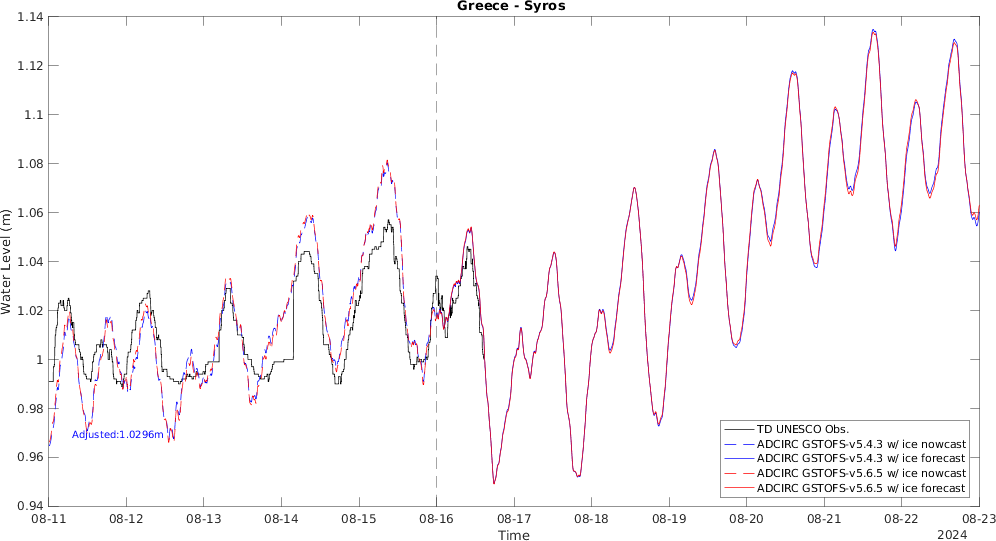 Greece - Syros
1.14
1.12
1.1
1.08
1.06
1.04
1.02
1
0.98
0.96
0.94
Water Level (m)
Adjusted:1.0296m
TD UNESCO Obs.
ADCIRC GSTOFS-v5.4.3 w/ ice nowcast
ADCIRC GSTOFS-v5.4.3 w/ ice forecast
ADCIRC GSTOFS-v5.6.5 w/ ice nowcast
ADCIRC GSTOFS-v5.6.5 w/ ice forecast
08-11 08-12 08-13 08-14 08-15 08-16 08-17 08-18 08-19 08-20 08-21 08-22 08-23
Time
2024